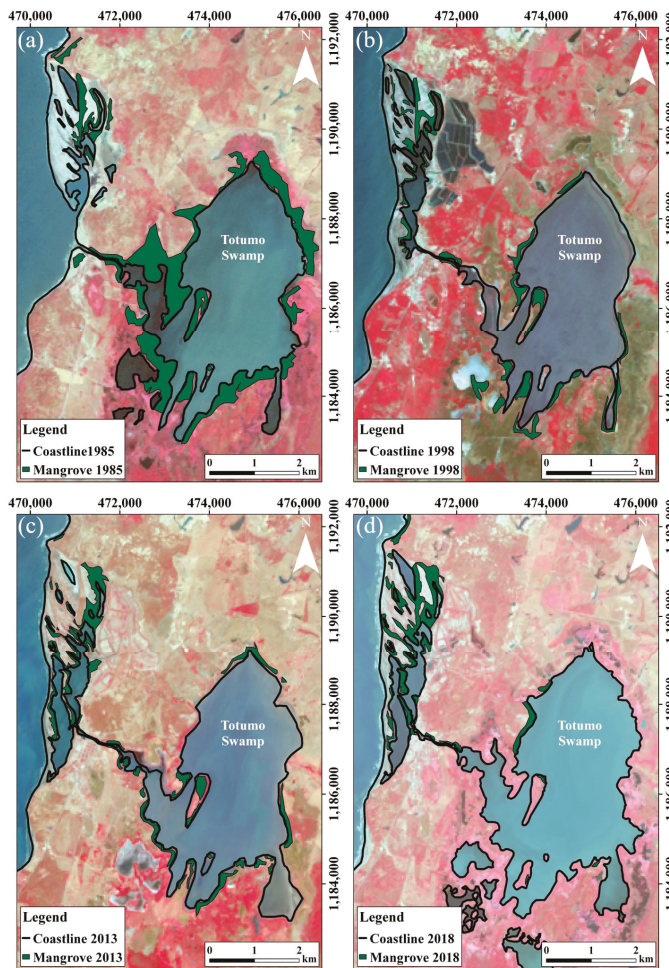 470,000 472,000 474,000 476,000
(a)
N
1,192,000
1,190,000
1,188,000
1,186,000
1,184,000
Totumo
Swamp
Legend
Coastline1985
Mangrove 1985
0 1 2
km
470,000 472,000 474,000 476,000
(b)
N
Totumo
Swamp
Legend
Coastline 1998
Mangrove 1998
0 1 2
km
470,000 472,000 474,000 476,000
(c)
N
1,192,000
1,190,000
1,188,000
1,186,000
1,184,000
Totumo
Swamp
Legend
Coastline 2013
Mangrove 2013
0 1 2
km
470,000 472,000 474,000 476,000
(d)
N
Totumo
Swamp
Legend
Coastline 2018
Mangrove 2018
0 1 2
km